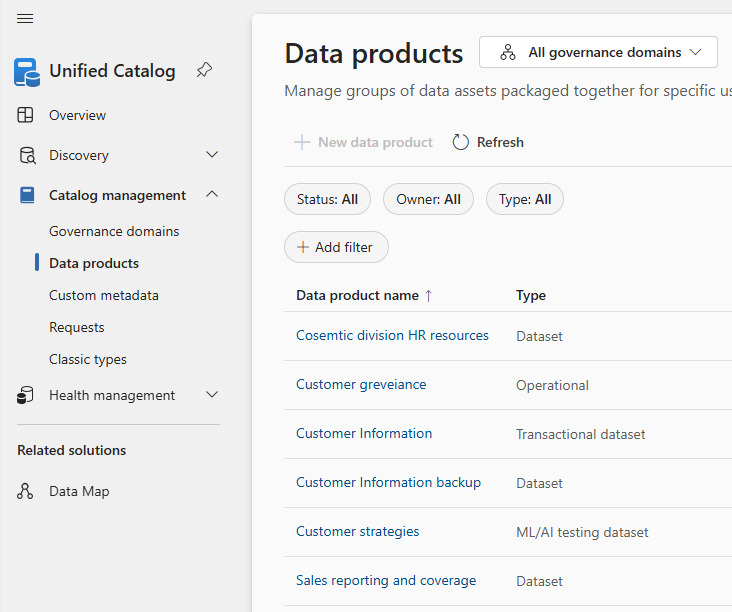 Unified Catalog
Overview
Discovery
Catalog management
Governance domains
Data products
Custom metadata
Requests
Classic types
Health management
Related solutions
Data Map
Data products
All governance domains
Manage groups of data assets packaged together for specific us
New data product
Refresh
Status: All
Owner: All
Type: All
Add filter
Data product name ↑
Type
Cosemtic division HR resources
Dataset
Customer greveiance
Operational
Customer Information
Transactional dataset
Customer Information backup
Dataset
Customer strategies
ML/AI testing dataset
Sales reporting and coverage
Dataset